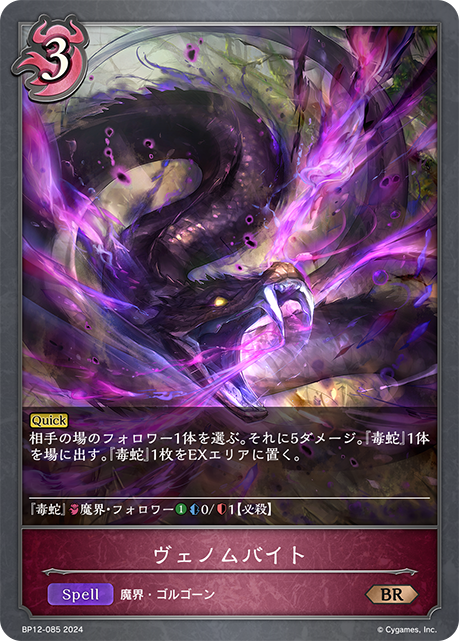 3
Quick
相手の場のフォロワー1体を選ぶ。それに5ダメージ。『毒蛇』1体
を場に出す。『毒蛇』1枚をEXエリアに置く。
『毒蛇』魔界・フォロワー1 0/1【必殺】
ヴェノムバイト
Spell 魔界・ゴルゴーン BR
BP12-085 2024 © Cygames, Inc.